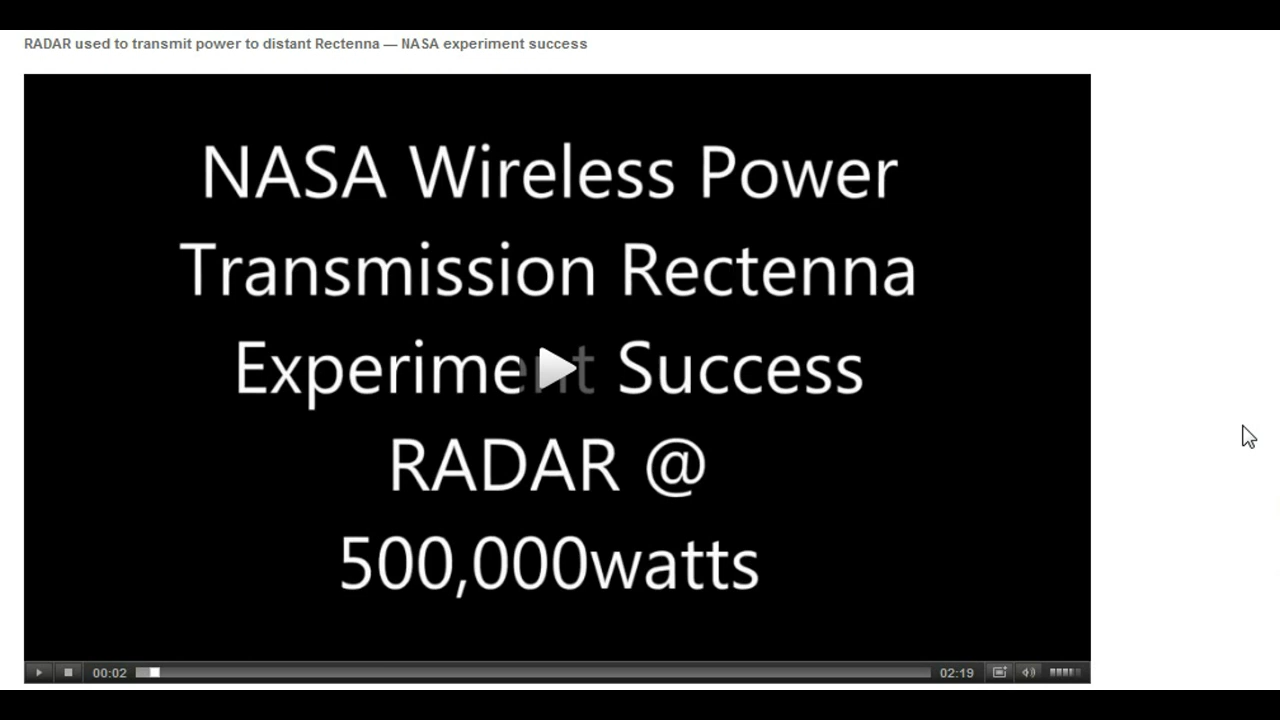 RADAR used to transmit power to distant Rectenna — NASA experiment success
NASA Wireless Power
Transmission Rectenna
Experiment Success
RADAR @
500,000watts
00:02
02:19